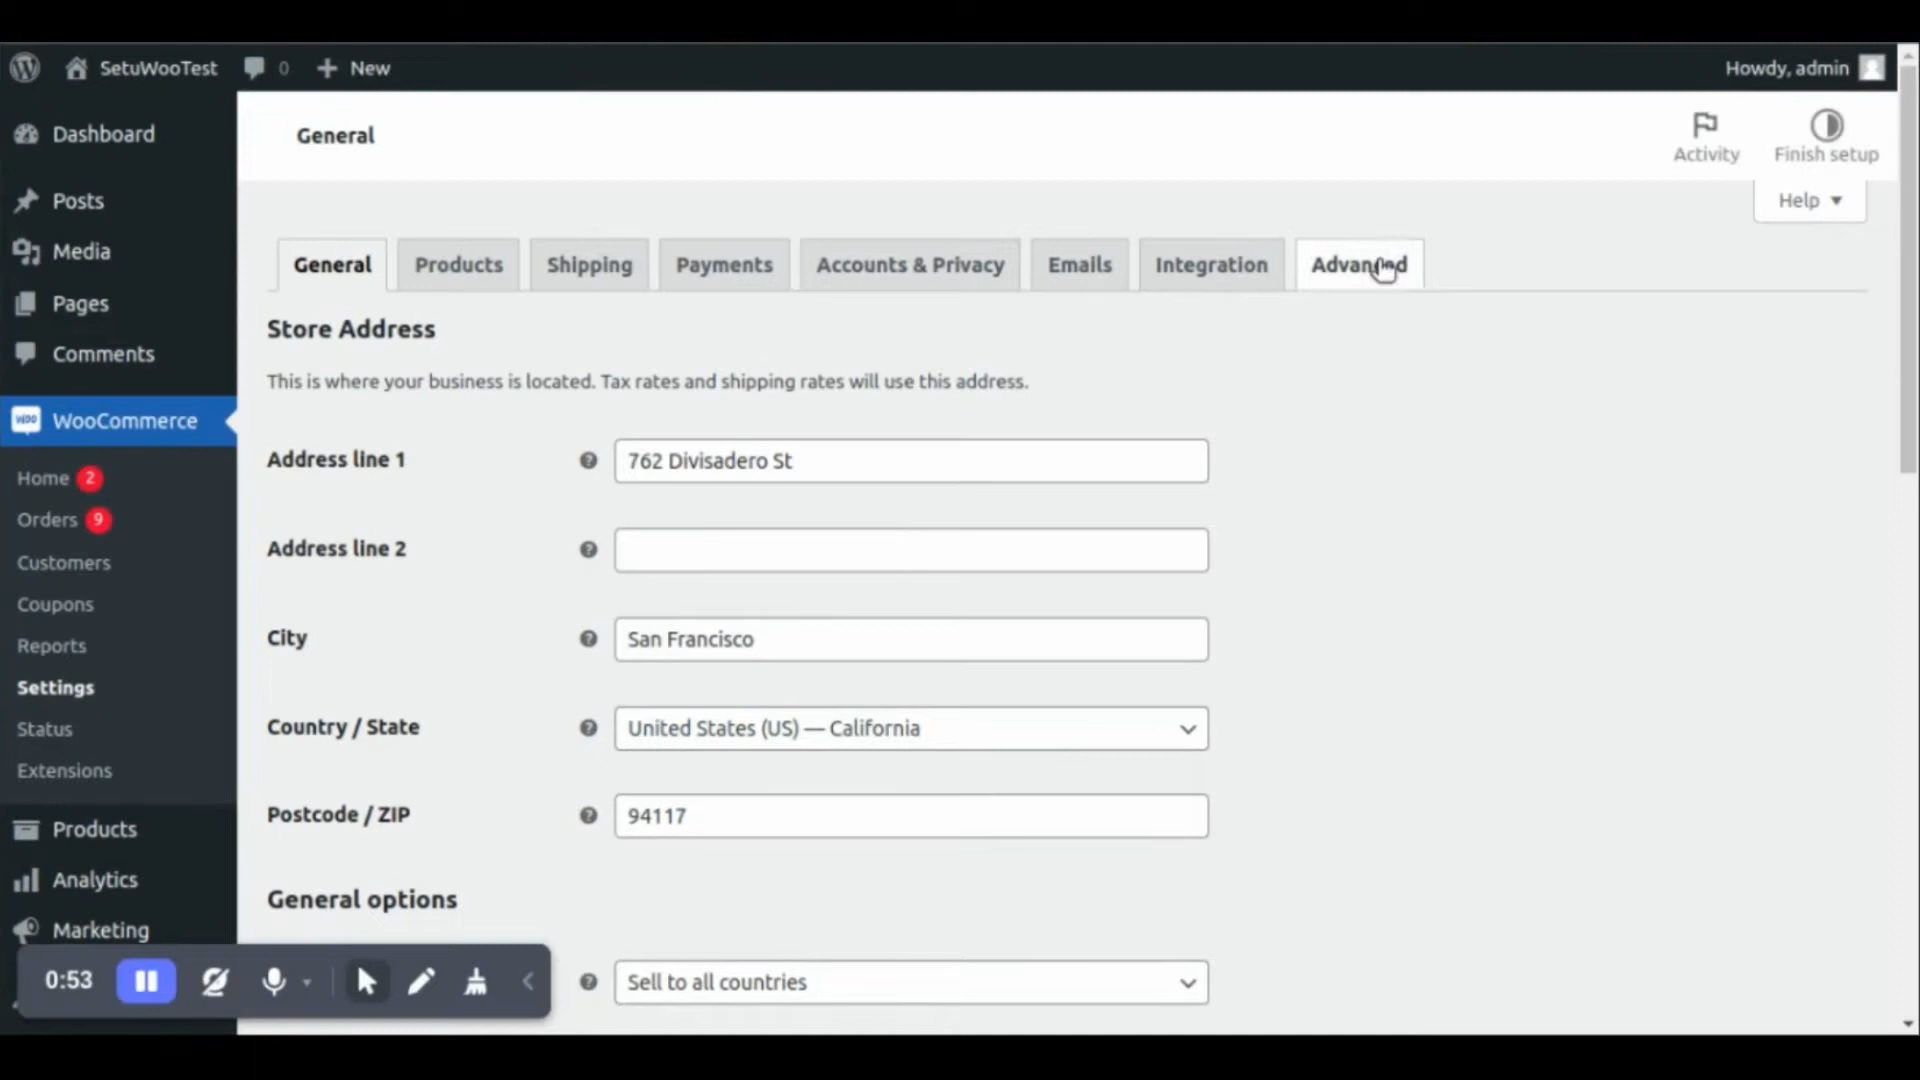 SetuWooTest 0 New Howdy, admin
Dashboard
Posts
Media
Pages
Comments
WOO WooCommerce
Home 2
Orders 9
Customers
Coupons
Reports
Settings
Status
Extensions
Products
Analytics
Marketing
General
Activity
Finish setup
Help
General Products Shipping Payments Accounts & Privacy Emails Integration Advanced
Store Address
This is where your business is located. Tax rates and shipping rates will use this address.
Address line 1 762 Divisadero St
Address line 2
City San Francisco
Country / State United States (US) — California
Postcode / ZIP 94117
General options
Sell to all countries
0:53